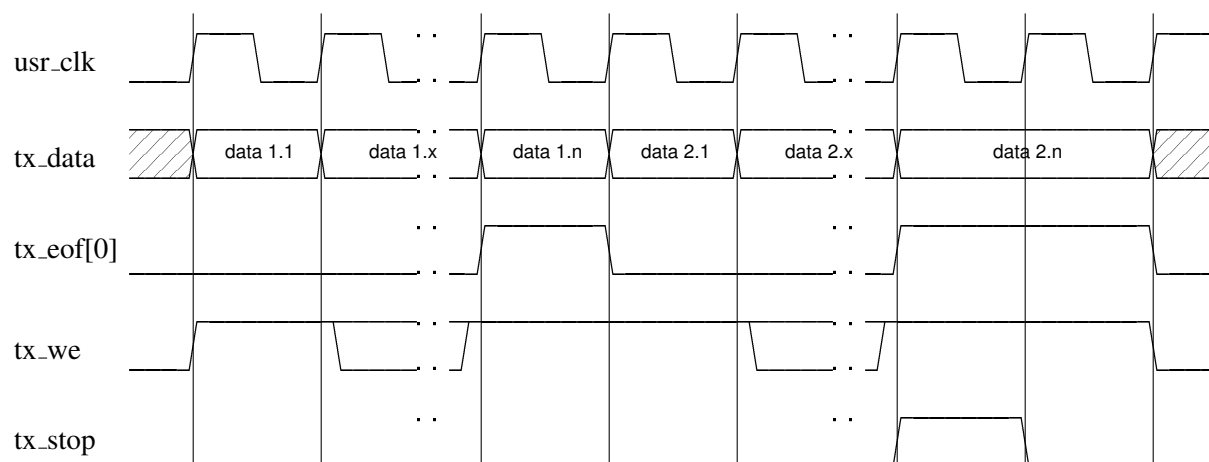 usr_clk
tx_data data 1.1 data 1.x data 1.n data 2.1 data 2.x data 2.n
tx_eof[0]
tx_we
tx_stop